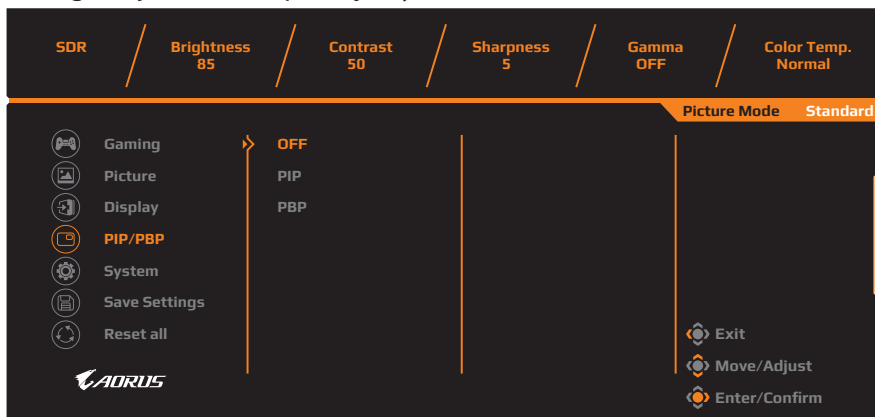 SDR
Brightness
85
Contrast
50
Sharpness
5
Gamma
OFF
Color Temp.
Normal
Picture Mode Standard
Gaming
OFF
Picture
PIP
Display
PBP
PIP/PBP
System
Save Settings
Reset all
AORUS
Exit
Move/Adjust
Enter/Confirm